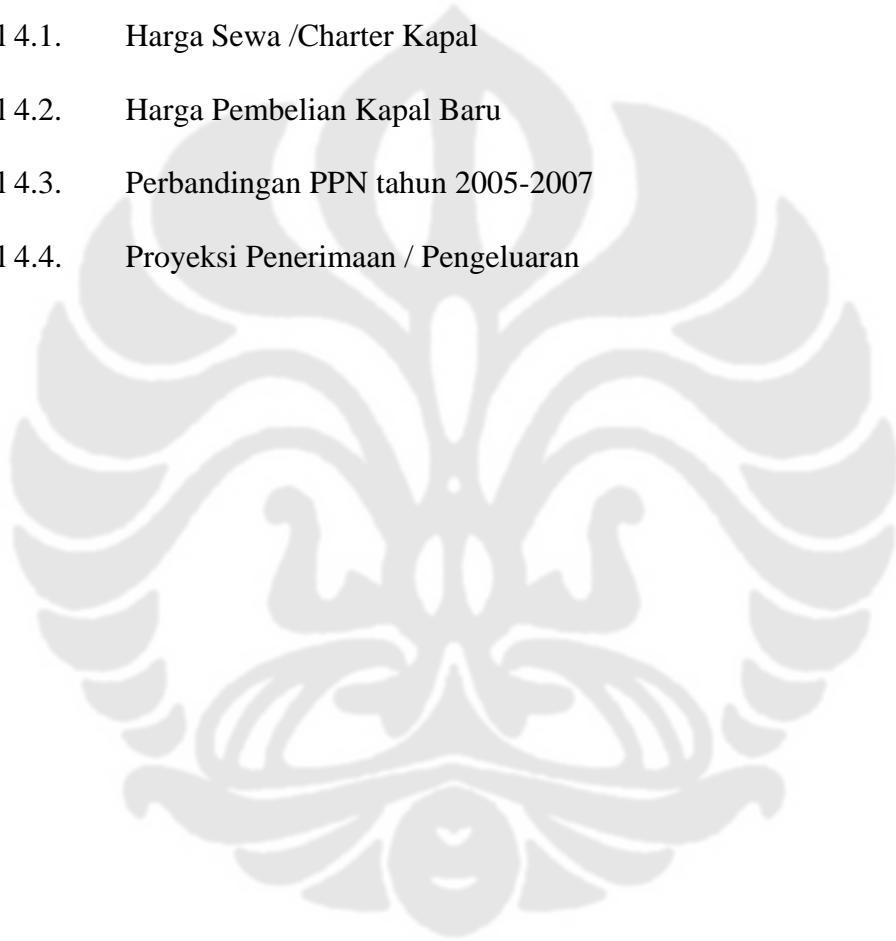 l 4.1. Harga Sewa /Charter Kapal
l 4.2. Harga Pembelian Kapal Baru
l 4.3. Perbandingan PPN tahun 2005-2007
l 4.4. Proyeksi Penerimaan / Pengeluaran